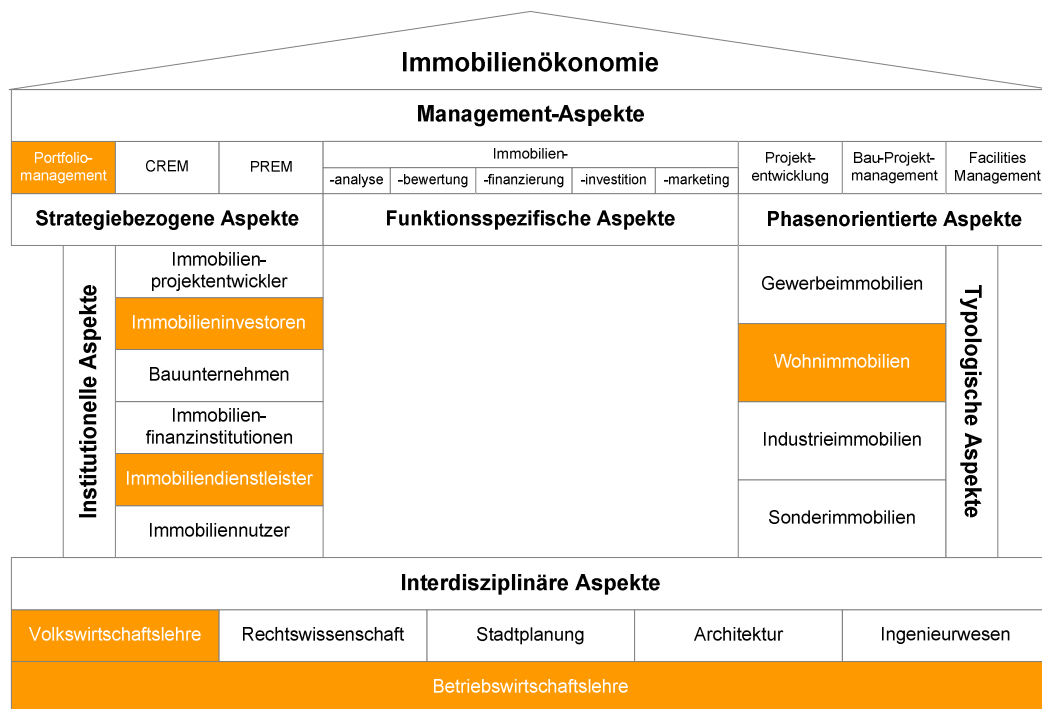 Immobilienökonomie
Management-Aspekte
Portfolio-
management
CREM
PREM
Immobilien-
-analyse
-bewertung
-finanzierung
-investition
-marketing
Projekt-
entwicklung
Bau-Projekt-
management
Facilities
Management
Strategiebezogene Aspekte
Funktionsspezifische Aspekte
Phasenorientierte Aspekte
Institutionelle Aspekte
Immobilien-
projektentwickler
Immobilieninvestoren
Bauunternehmen
Immobilien-
finanzinstitutionen
Immobiliendienstleister
Immobiliennutzer
Gewerbeimmobilien
Wohnimmobilien
Industrieimmobilien
Sonderimmobilien
Typologische Aspekte
Interdisziplinäre Aspekte
Volkswirtschaftslehre
Rechtswissenschaft
Stadtplanung
Architektur
Ingenieurwesen
Betriebswirtschaftslehre